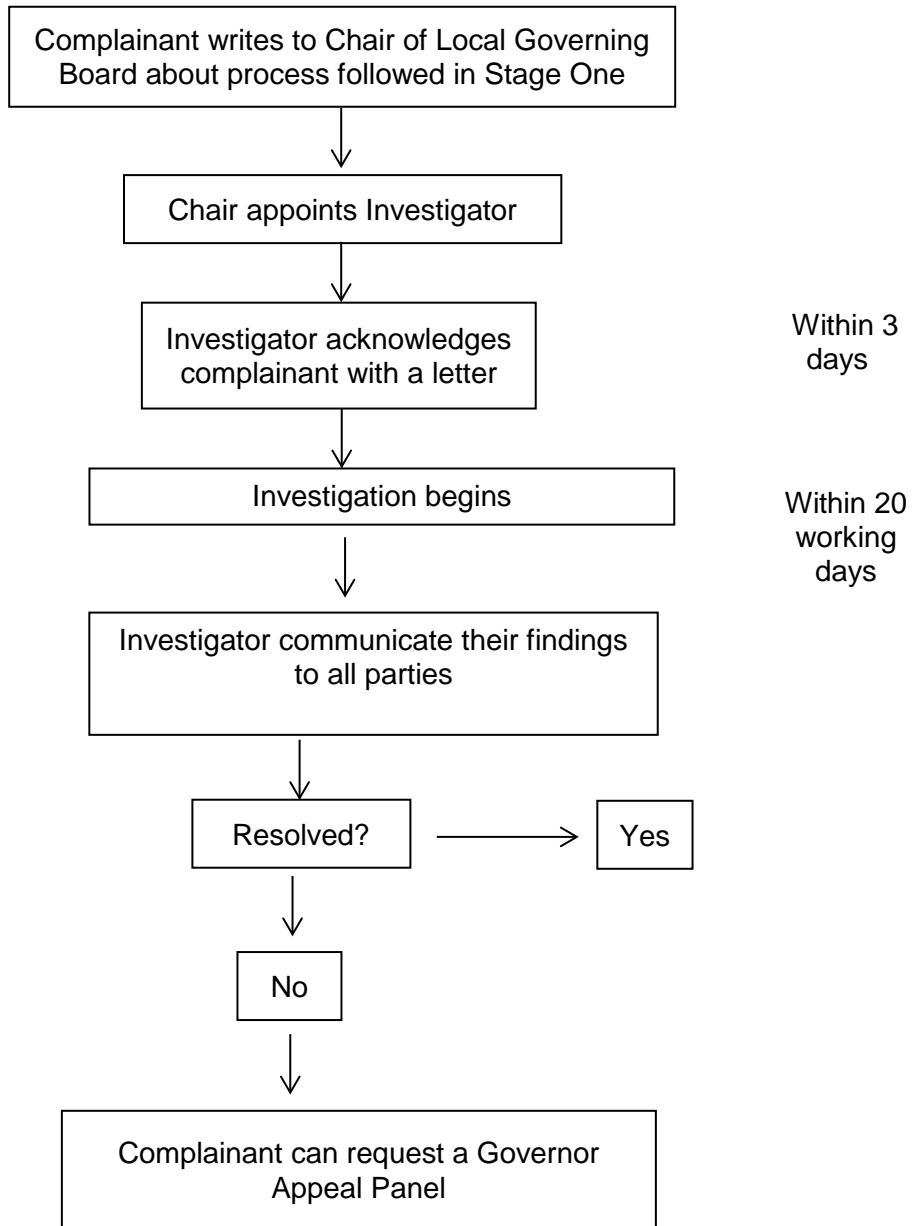 Complainant writes to Chair of Local Governing
Board about process followed in Stage One
Chair appoints Investigator
Investigator acknowledges
complainant with a letter
Within 3
days
Investigation begins
Within 20
working
days
Investigator communicate their findings
to all parties
Resolved?
Yes
No
Complainant can request a Governor
Appeal Panel